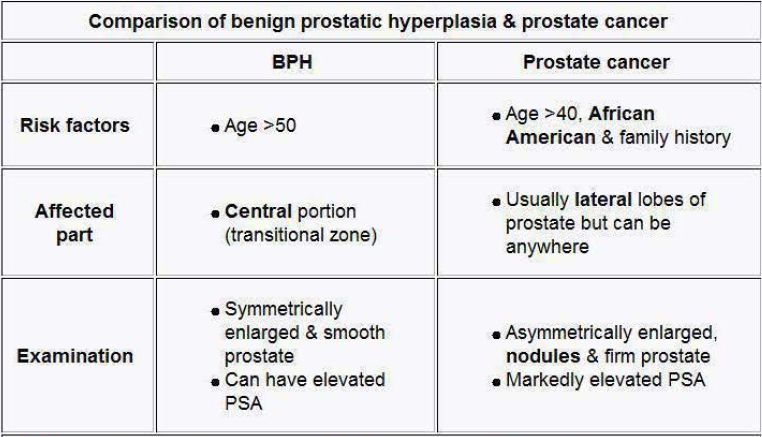 Comparison of benign prostatic hyperplasia & prostate cancer
BPH
Prostate cancer
Risk factors
• Age >50
• Age >40, African
American & family history
Affected
part
• Central portion
(transitional zone)
• Usually lateral lobes of
prostate but can be
anywhere
Examination
• Symmetrically
enlarged & smooth
prostate
• Can have elevated
PSA
• Asymmetrically enlarged,
nodules & firm prostate
• Markedly elevated PSA